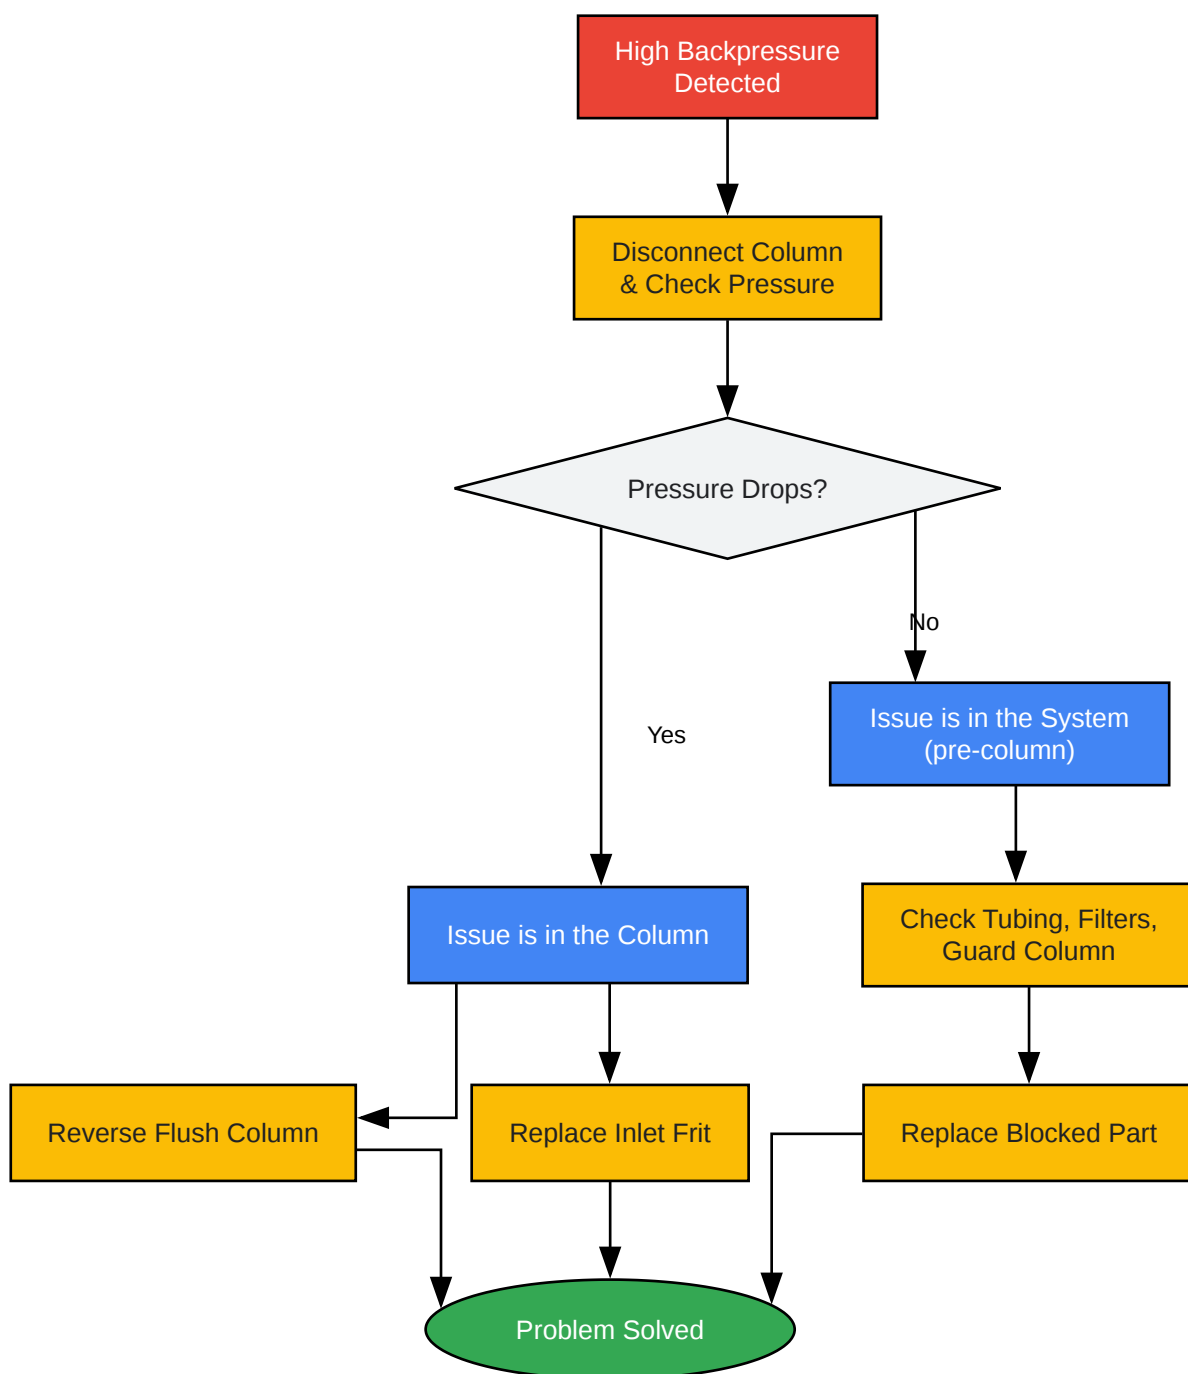 High Backpressure
Detected
Disconnect Column
& Check Pressure
Pressure Drops?
No
Issue is in the System
(pre-column)
Yes
Check Tubing, Filters,
Guard Column
Issue is in the Column
Reverse Flush Column
Replace Inlet Frit
Replace Blocked Part
Problem Solved